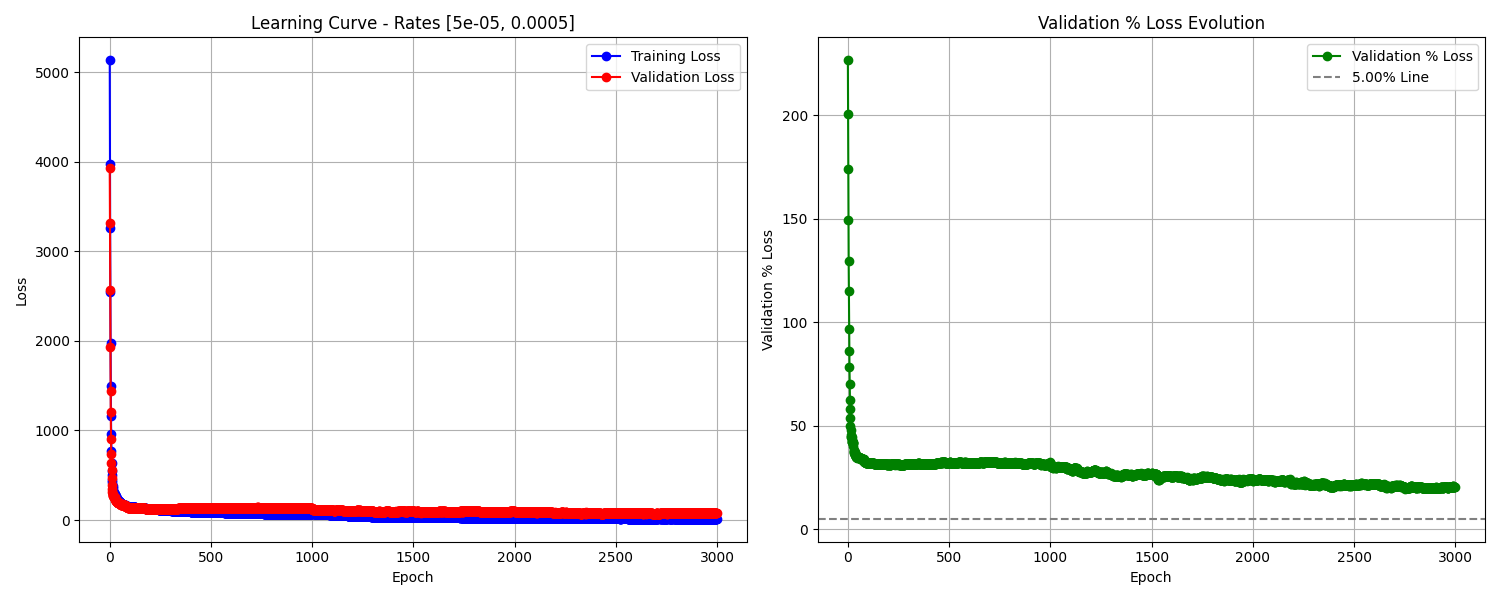 Learning Curve - Rates [5e-05, 0.0005]
Training Loss
Validation Loss
5000
4000
3000
2000
1000
0
Loss
0
500
1000
1500
2000
2500
3000
Epoch
Validation % Loss Evolution
Validation % Loss
5.00% Line
200
150
100
50
0
Validation % Loss
0
500
1000
1500
2000
2500
3000
Epoch